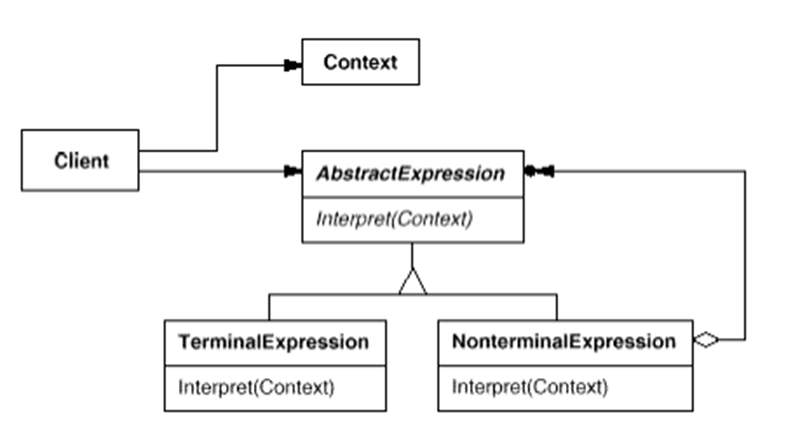 Context
Client
AbstractExpression
Interpret(Context)
TerminalExpression
Interpret(Context)
NonterminalExpression
Interpret(Context)